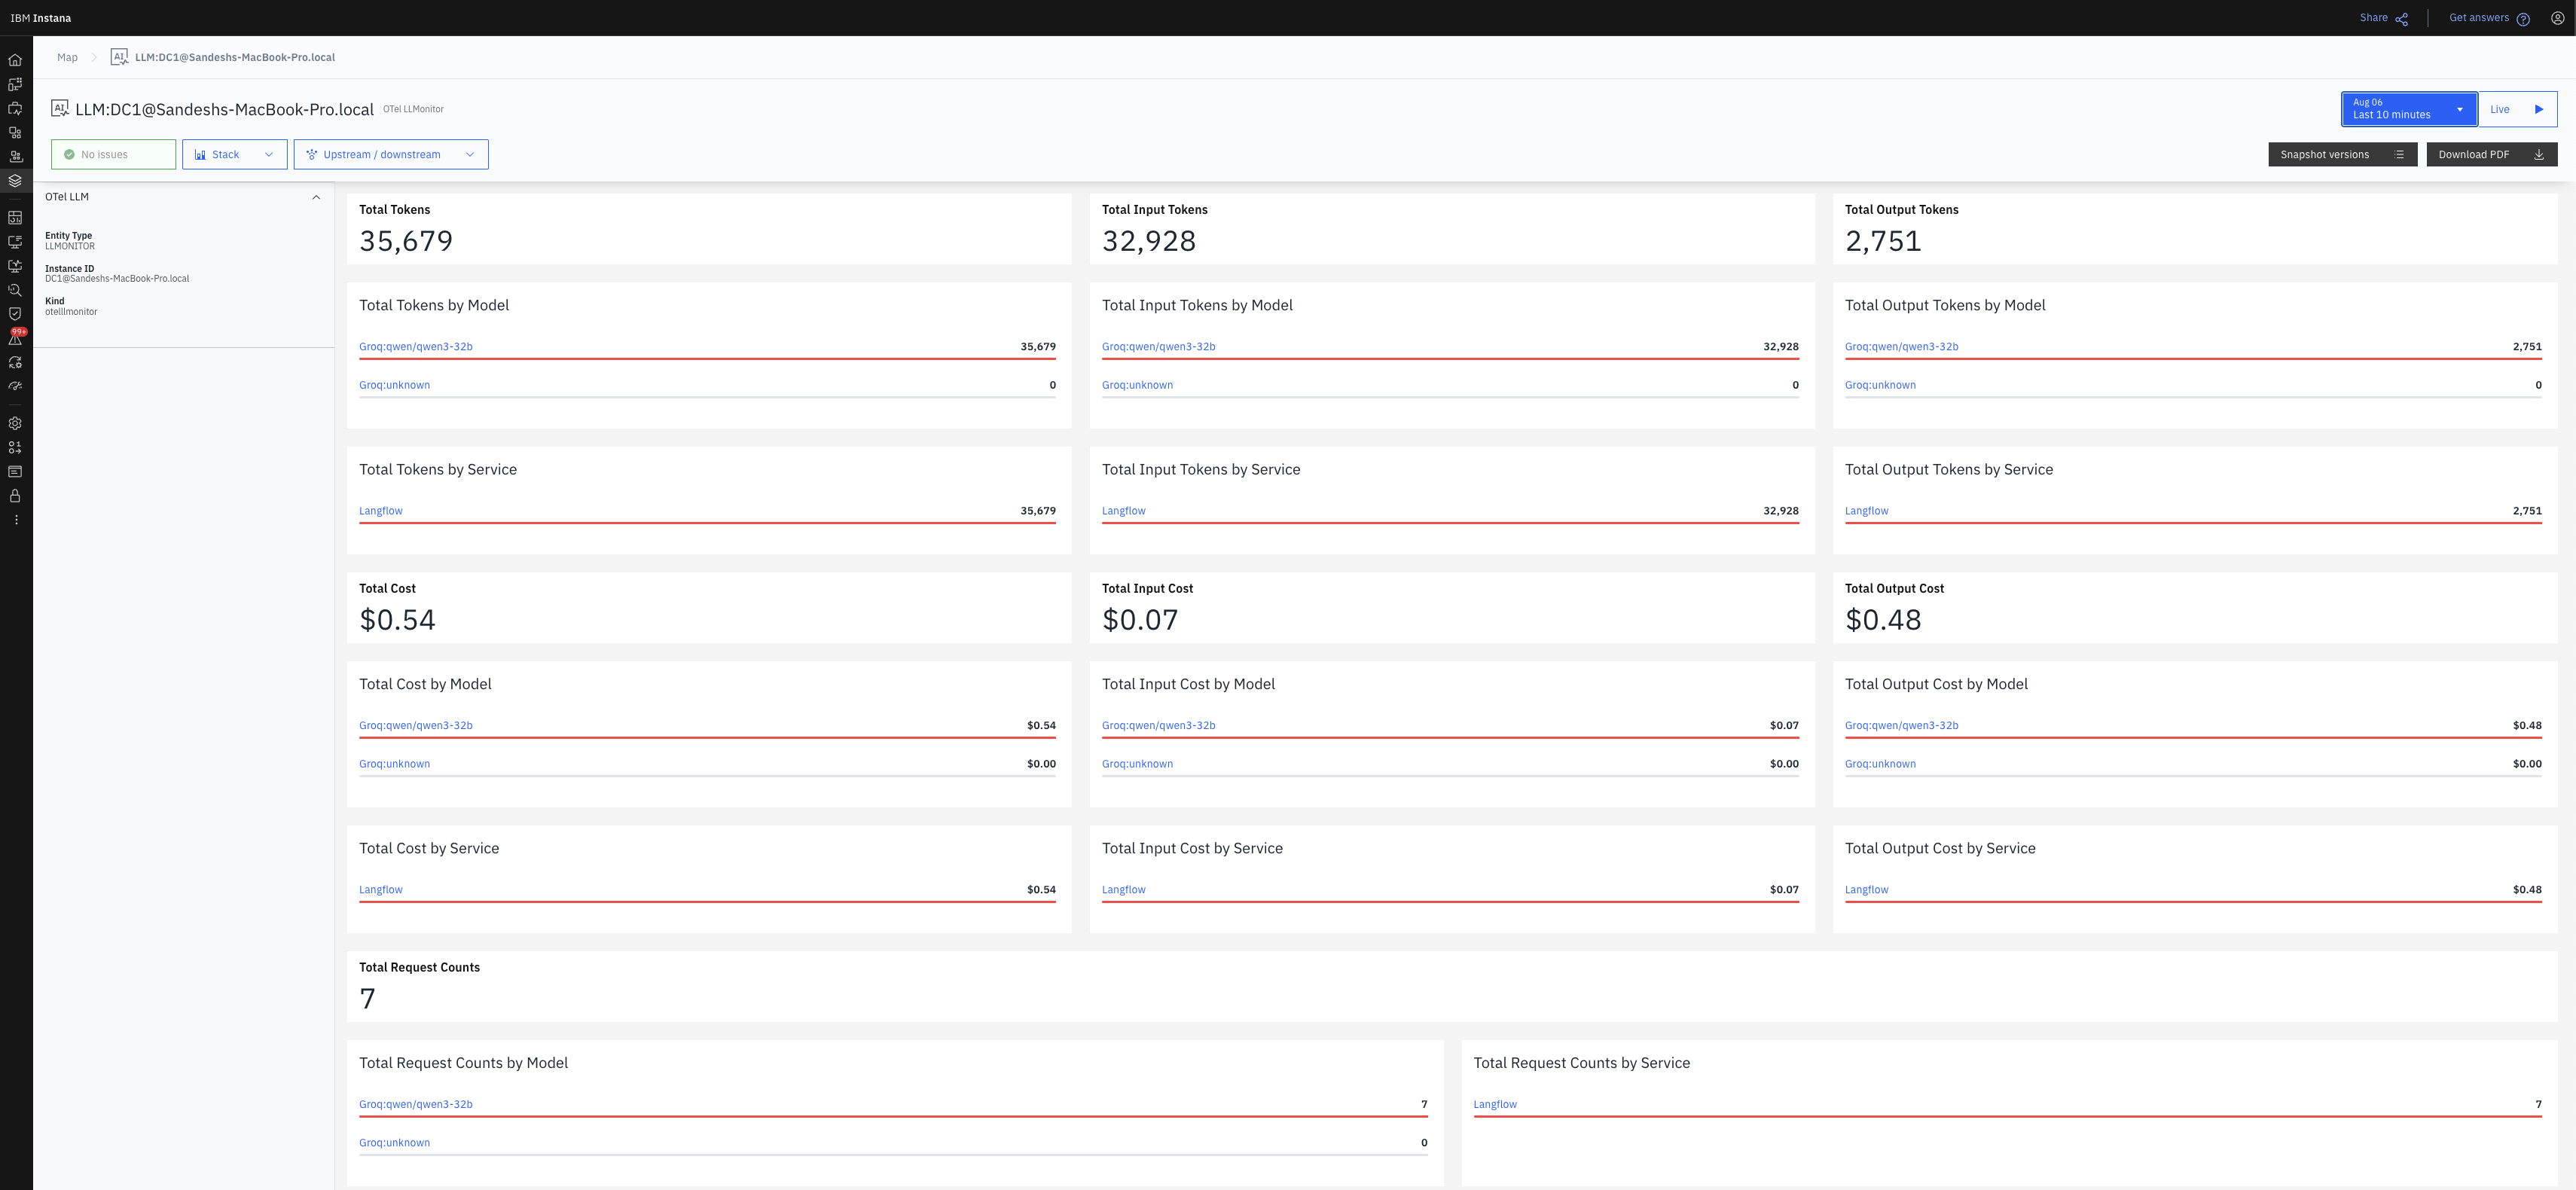 IBM Instana
Share
Get answers
Map
LLM:DC1@Sandeshs-MacBook-Pro.local
LLM:DC1@Sandeshs-MacBook-Pro.local
OTel LLMonitor
Aug 06
Last 10 minutes
Live
No issues
Stack
Upstream / downstream
Snapshot versions
Download PDF
99+
OTel LLM
Entity Type
LLMONITOR
Instance ID
DC1@Sandeshs-MacBook-Pro.local
Kind
otelllmonitor
Total Tokens
35,679
Total Input Tokens
32,928
Total Output Tokens
2,751
Total Tokens by Model
Groq:qwen/qwen3-32b 35,679
Groq:unknown 0
Total Input Tokens by Model
Groq:qwen/qwen3-32b 32,928
Groq:unknown 0
Total Output Tokens by Model
Groq:qwen/qwen3-32b 2,751
Groq:unknown 0
Total Tokens by Service
Langflow 35,679
Total Input Tokens by Service
Langflow 32,928
Total Output Tokens by Service
Langflow 2,751
Total Cost
$0.54
Total Input Cost
$0.07
Total Output Cost
$0.48
Total Cost by Model
Groq:qwen/qwen3-32b $0.54
Groq:unknown $0.00
Total Input Cost by Model
Groq:qwen/qwen3-32b $0.07
Groq:unknown $0.00
Total Output Cost by Model
Groq:qwen/qwen3-32b $0.48
Groq:unknown $0.00
Total Cost by Service
Langflow $0.54
Total Input Cost by Service
Langflow $0.07
Total Output Cost by Service
Langflow $0.48
Total Request Counts
7
Total Request Counts by Model
Groq:qwen/qwen3-32b 7
Groq:unknown 0
Total Request Counts by Service
Langflow 7